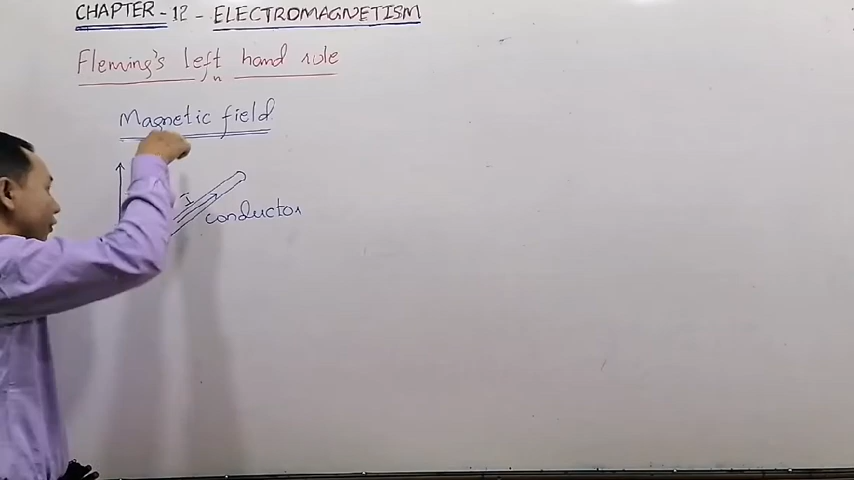 CHAPTER - 12 - ELECTROMAGNETISM
Fleming's left hand rule
Magnetic field
I
conductor